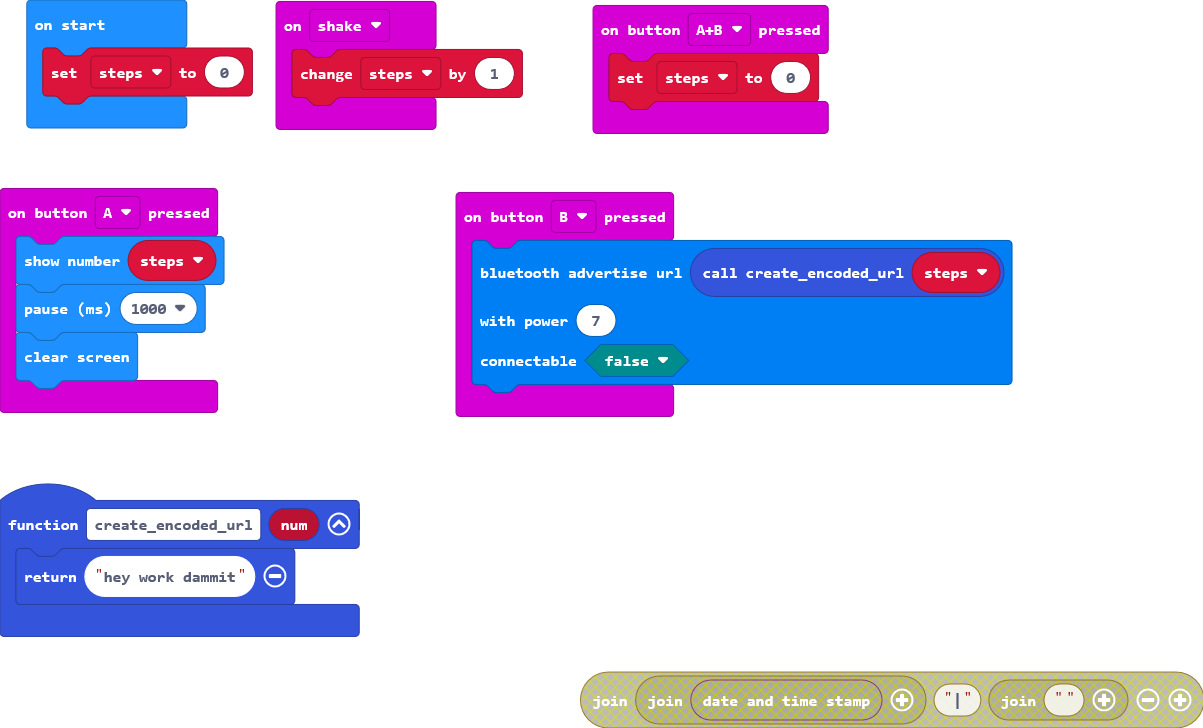 on start
set steps to 0
on shake
change steps by 1
on button A+B pressed
set steps to 0
on button A pressed
show number steps
pause (ms) 1000
clear screen
on button B pressed
bluetooth advertise url call create_encoded_url steps
with power 7
connectable false
function create_encoded_url num
return "hey work dammit"
join join date and time stamp "|" join " "